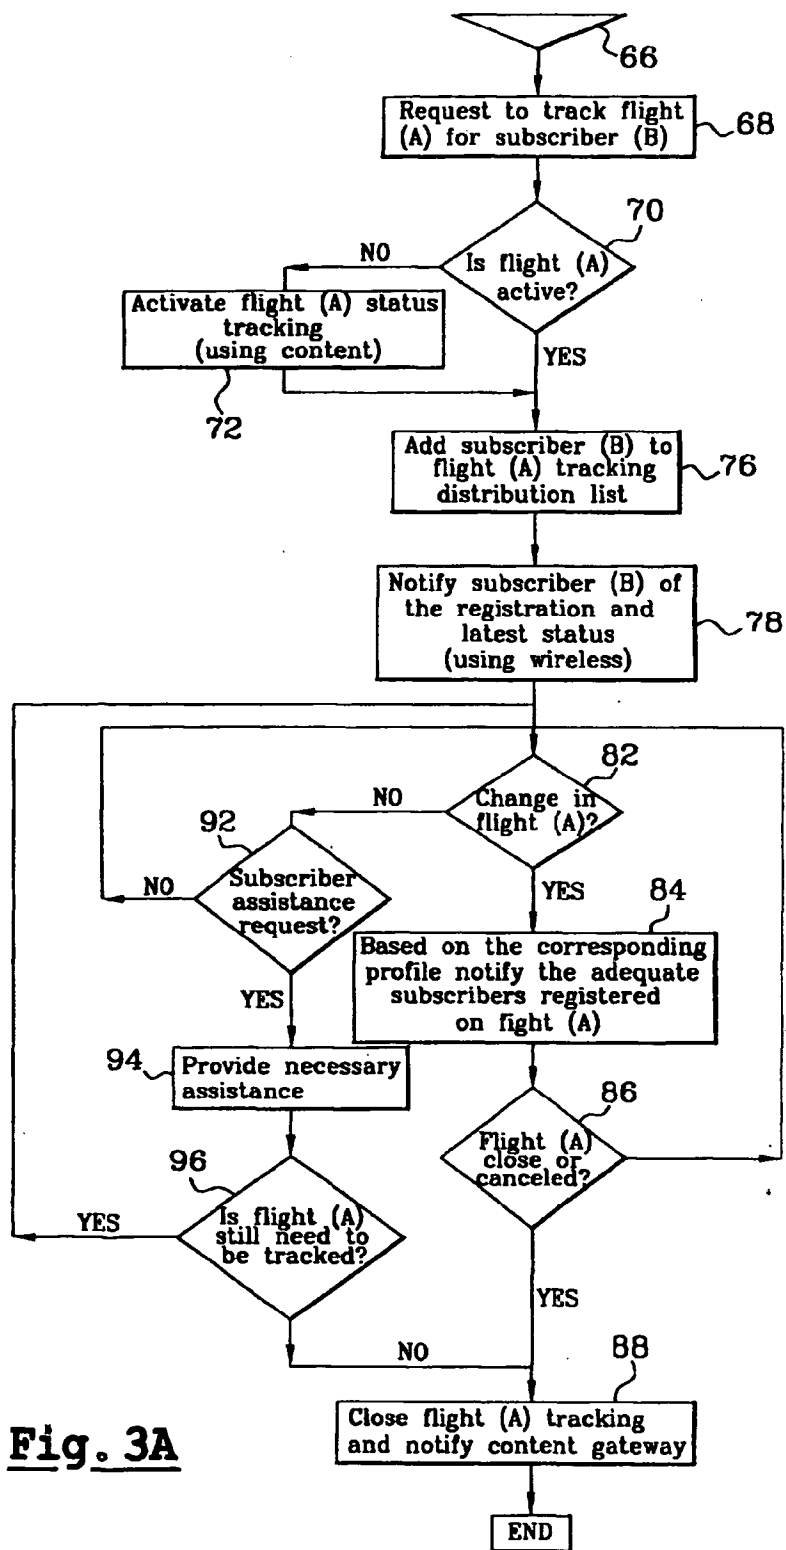 66
Request to track flight
(A) for subscriber (B)
68
70
Is flight (A)
active?
NO
YES
Activate flight (A) status
tracking
(using content)
72
Add subscriber (B) to
flight (A) tracking
distribution list
76
Notify subscriber (B) of
the registration and
latest status
(using wireless)
78
82
Change in
flight (A)?
NO
YES
92
Subscriber
assistance
request?
NO
YES
84
Based on the corresponding
profile notify the adequate
subscribers registered
on fight (A)
94
Provide necessary
assistance
86
Flight (A)
close or
canceled?
YES
96
Is flight (A)
still need to
be tracked?
YES
NO
88
Close flight (A) tracking
and notify content gateway
END
Fig. 3A